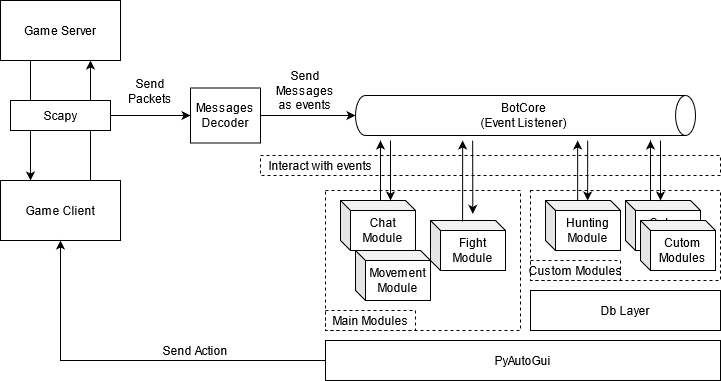 Game Server
Scapy
Game Client
Send
Packets
Messages
Decoder
Send
Messages
as events
BotCore
(Event Listener)
Interact with events
Chat
Module
Movement
Module
Fight
Module
Main Modules
Hunting
Module
Cutom
Modules
Custom Modules
Db Layer
PyAutoGui
Send Action